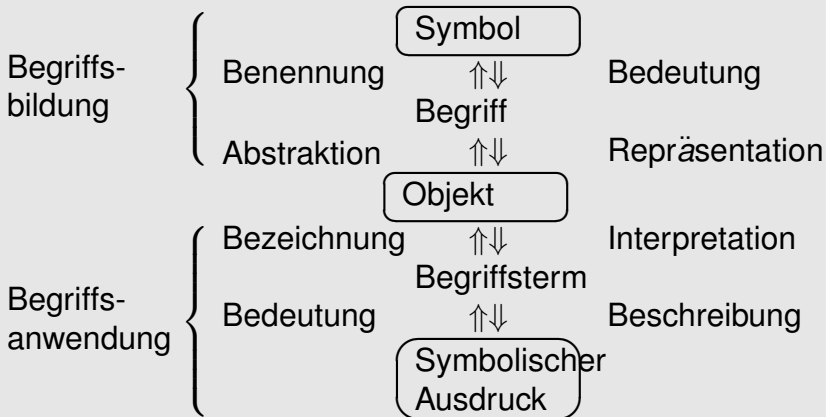 Symbol
Begriffs- Benennung ⇑⇓ Bedeutung
bildung Begriff
Abstraktion ⇑⇓ Repräsentation
Objekt
Bezeichnung ⇑⇓ Interpretation
Begriffsterm
Begriffs- Bedeutung ⇑⇓ Beschreibung
anwendung
Symbolischer
Ausdruck